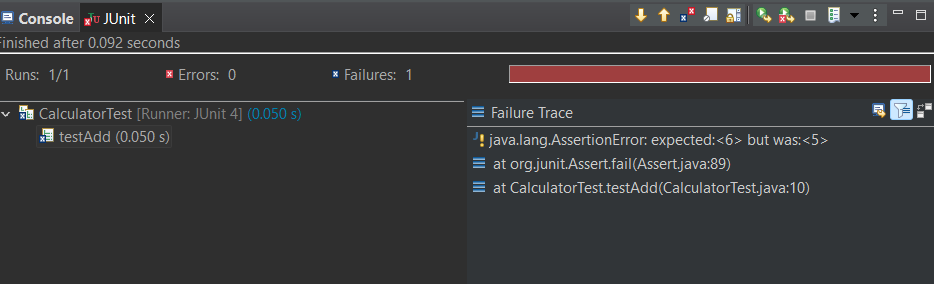 Console JUnit
Finished after 0.092 seconds
Runs: 1/1 Errors: 0 Failures: 1
CalculatorTest [Runner: JUnit 4] (0.050 s)
testAdd (0.050 s)
Failure Trace
java.lang.AssertionError: expected:<6> but was:<5>
at org.junit.Assert.fail(Assert.java:89)
at CalculatorTest.testAdd(CalculatorTest.java:10)